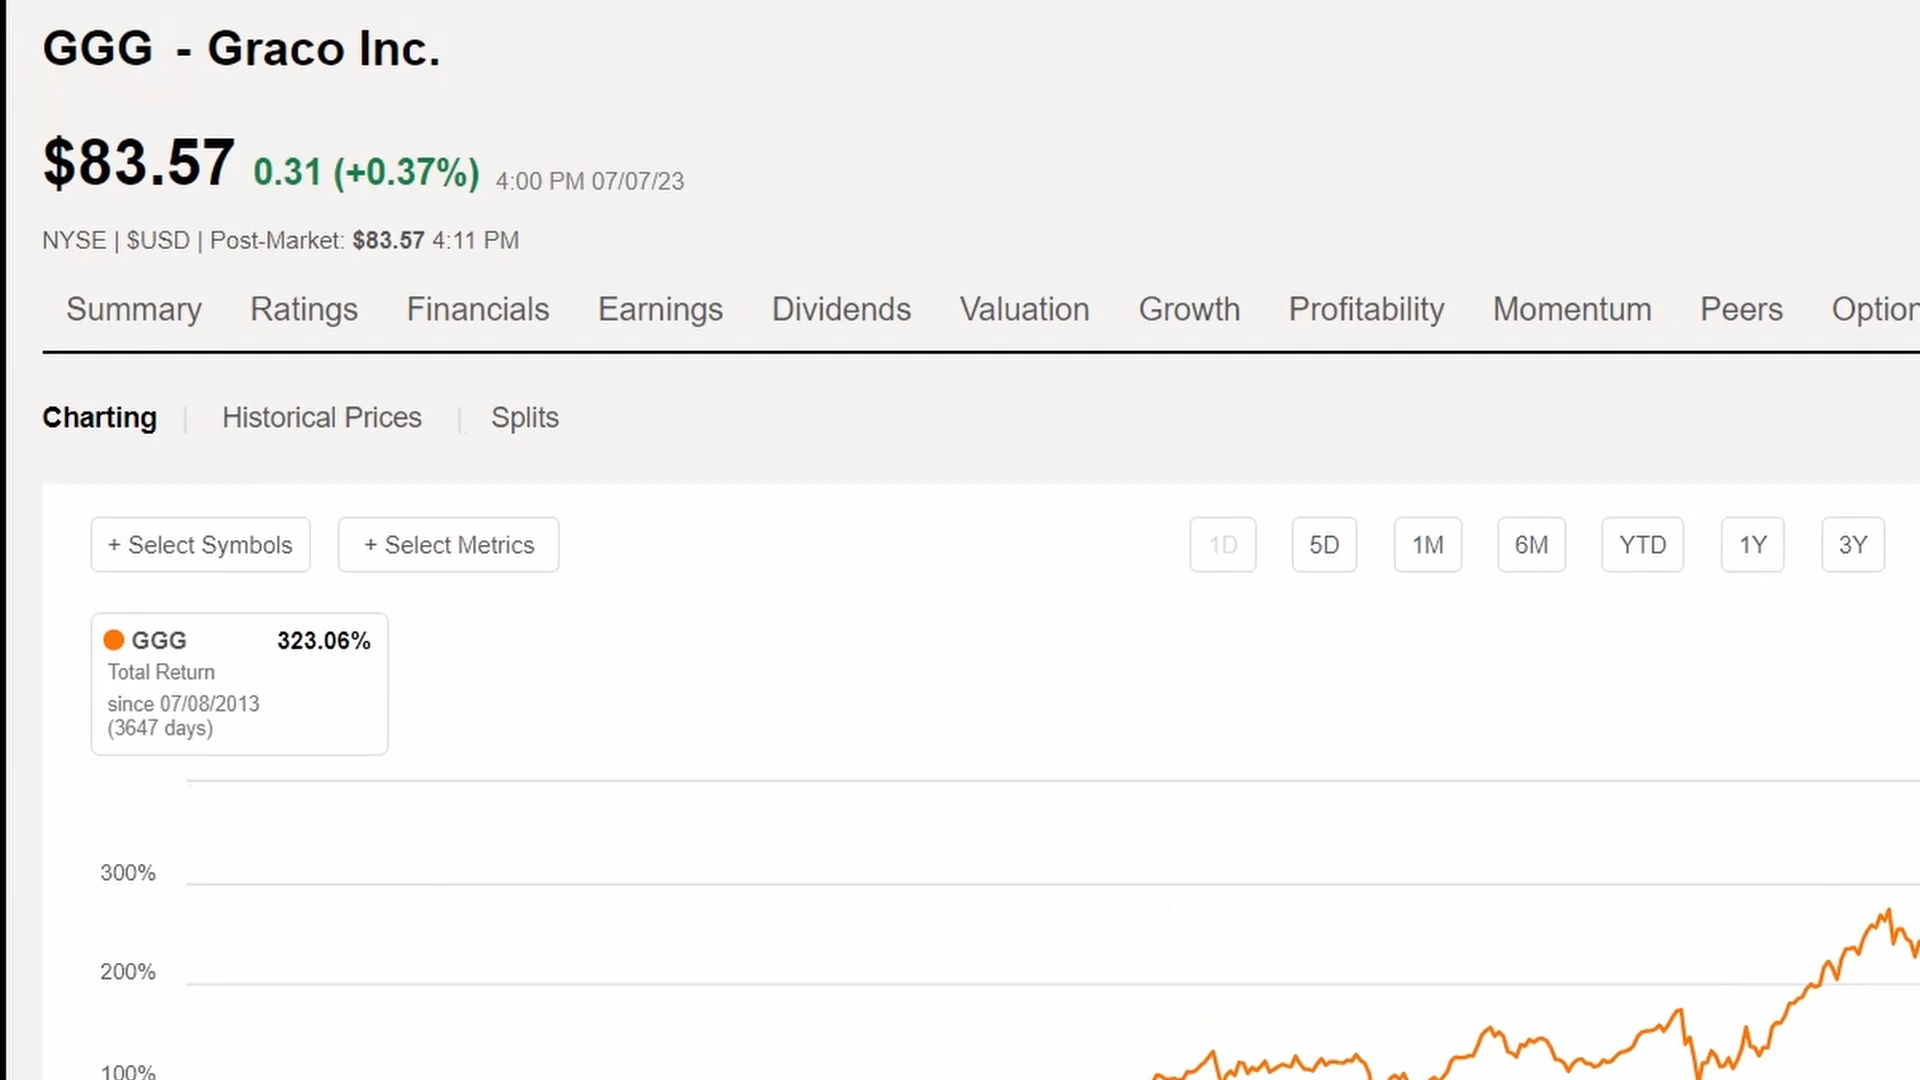 GGG - Graco Inc.
$83.57 0.31 (+0.37%) 4:00 PM 07/07/23
NYSE | $USD | Post-Market: $83.57 4:11 PM
Summary Ratings Financials Earnings Dividends Valuation Growth Profitability Momentum Peers Option
Charting | Historical Prices | Splits
+ Select Symbols + Select Metrics 1D 5D 1M 6M YTD 1Y 3Y
GGG 323.06%
Total Return
since 07/08/2013
(3647 days)
300%
200%
100%